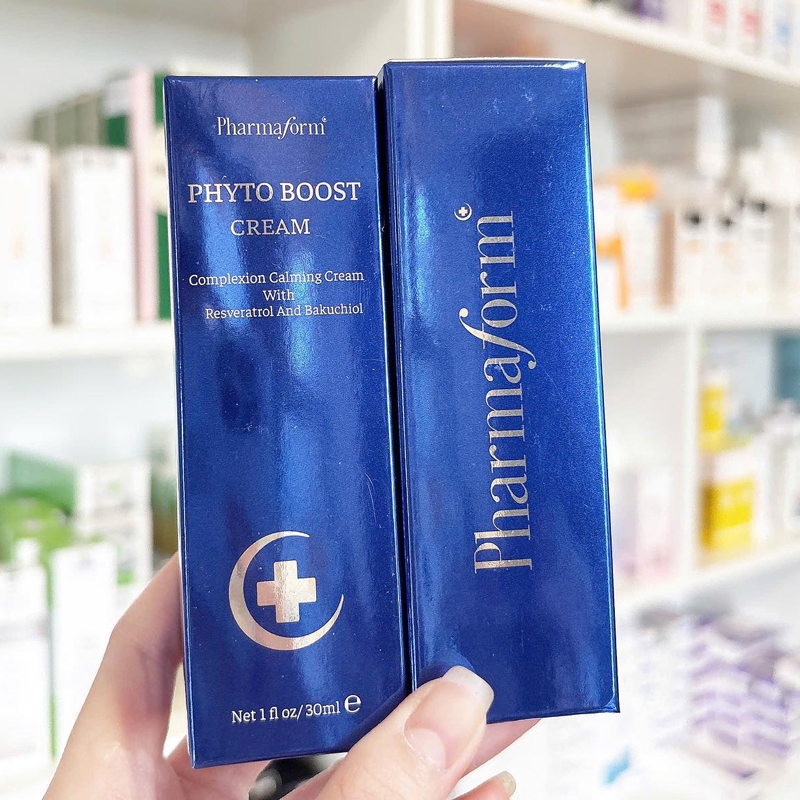 Pharmaform
PHYTO BOOST
CREAM
Complexion Calming Cream
With
Resveratrol And Bakuchiol
Net 1 fl oz/30ml ℮
Pharmaform